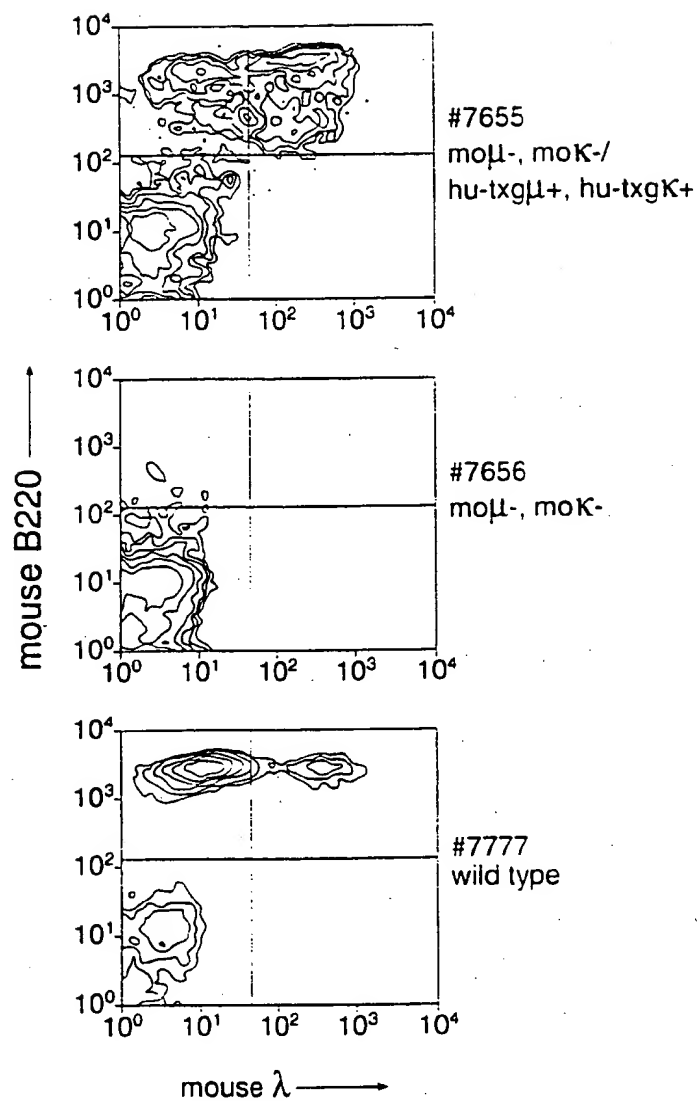 10⁴
10³
10²
10¹
10⁰
10⁰ 10¹ 10² 10³ 10⁴
#7655
moμ-, moκ-/
hu-txgμ+, hu-txgκ+
10⁴
10³
10²
10¹
10⁰
10⁰ 10¹ 10² 10³ 10⁴
#7656
moμ-, moκ-
mouse B220
10⁴
10³
10²
10¹
10⁰
10⁰ 10¹ 10² 10³ 10⁴
#7777
wild type
mouse λ